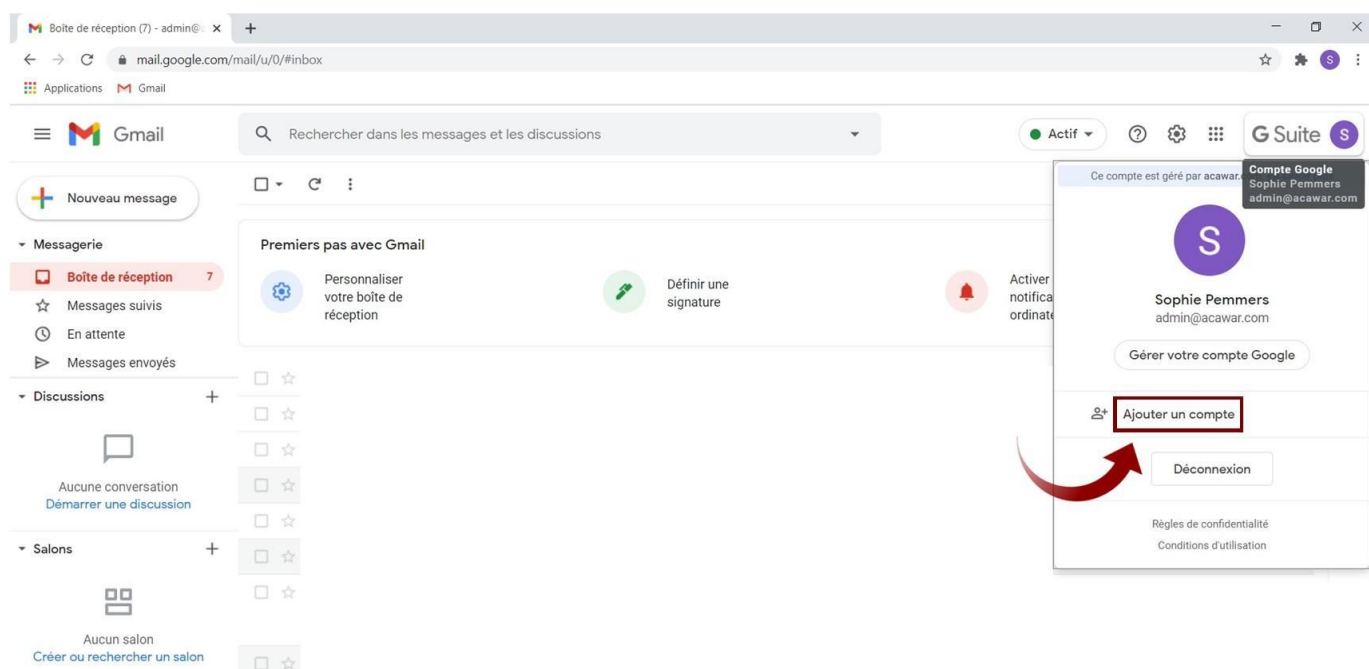 Boîte de réception (7) - admin@
mail.google.com/mail/u/0/#inbox
S
Applications
Gmail
Gmail
Rechercher dans les messages et les discussions
Actif
G Suite
S
Nouveau message
Messagerie
Boîte de réception 7
Messages suivis
En attente
Messages envoyés
Discussions
Aucune conversation
Démarrer une discussion
Salons
Aucun salon
Créer ou rechercher un salon
Premiers pas avec Gmail
Personnaliser
votre boîte de
réception
Définir une
signature
Activer
Ce compte est géré par acawar.
Compte Google
Sophie Pemmers
admin@acawar.com
S
Sophie Pemmers
admin@acawar.com
Gérer votre compte Google
Ajouter un compte
Déconnexion
Règles de confidentialité
Conditions d'utilisation